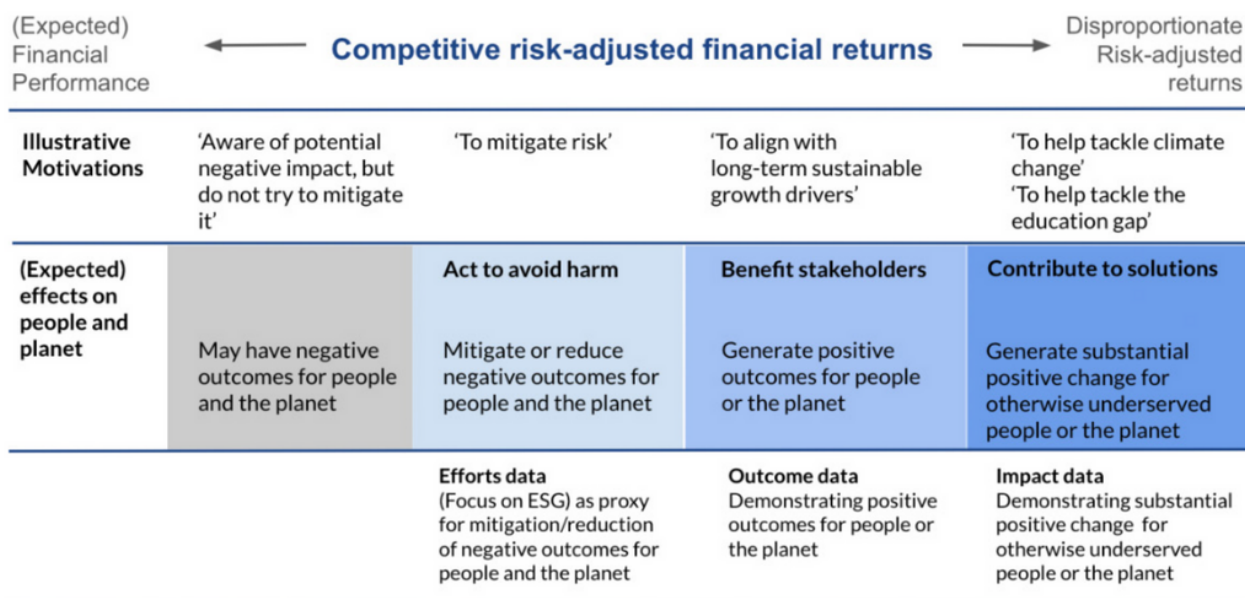 (Expected)
Financial
Performance
Competitive risk-adjusted financial returns
Disproportionate
Risk-adjusted
returns
Illustrative
Motivations
‘Aware of potential
negative impact, but
do not try to mitigate
it’
‘To mitigate risk’
‘To align with
long-term sustainable
growth drivers’
‘To help tackle climate
change’
‘To help tackle the
education gap’
(Expected)
effects on
people and
planet
May have negative
outcomes for people
and the planet
Act to avoid harm
Mitigate or reduce
negative outcomes for
people and the planet
Benefit stakeholders
Generate positive
outcomes for people
or the planet
Contribute to solutions
Generate substantial
positive change for
otherwise underserved
people or the planet
Efforts data
(Focus on ESG) as proxy
for mitigation/reduction
of negative outcomes for
people and the planet
Outcome data
Demonstrating positive
outcomes for people or
the planet
Impact data
Demonstrating substantial
positive change for
otherwise underserved
people or the planet